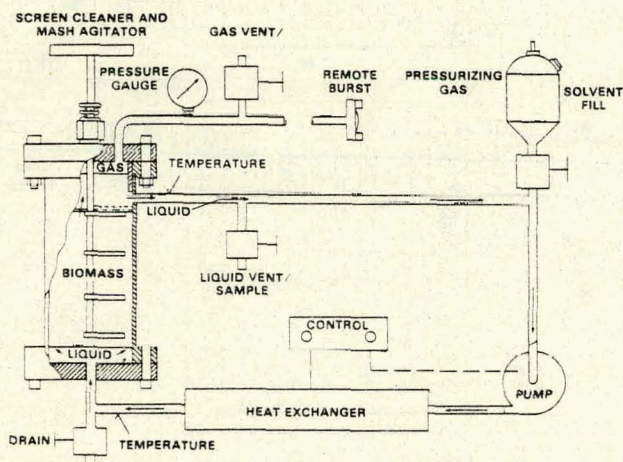 SCREEN CLEANER AND
MASH AGITATOR
GAS VENT/
PRESSURE
GAUGE
REMOTE
BURST
PRESSURIZING
GAS
SOLVENT
FILL
GAS
TEMPERATURE
LIQUID
BIOMASS
LIQUID VENT/
SAMPLE
CONTROL
LIQUID
PUMP
HEAT EXCHANGER
DRAIN
TEMPERATURE